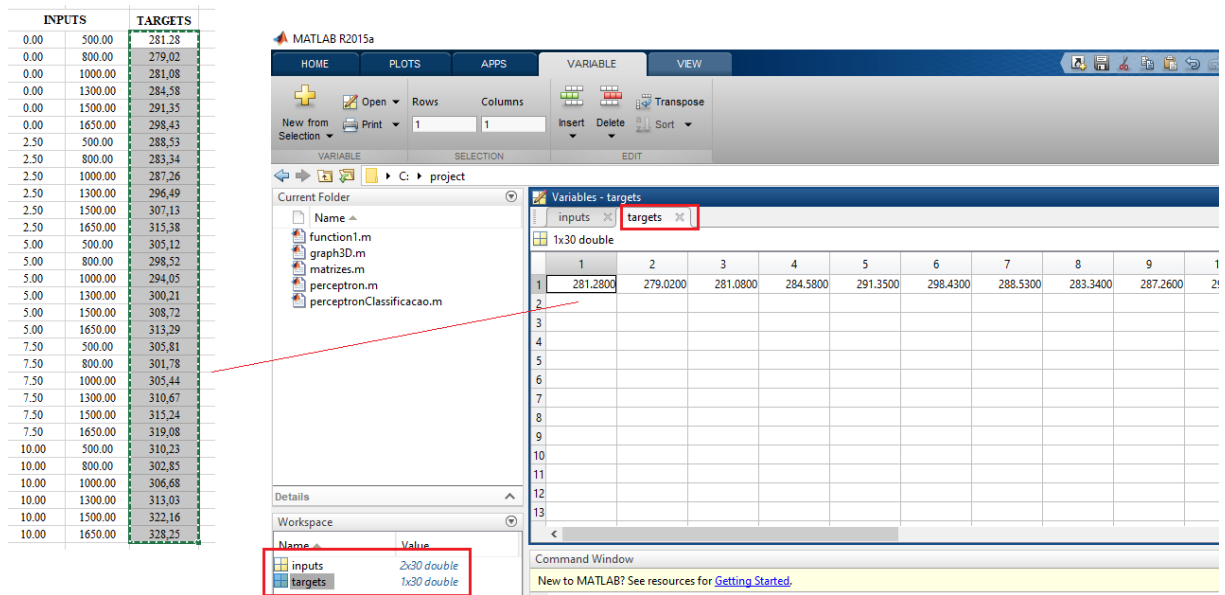 INPUTS TARGETS
0.00 500.00 281.28
0.00 800.00 279,02
0.00 1000.00 281,08
0.00 1300.00 284,58
0.00 1500.00 291,35
0.00 1650.00 298,43
2.50 500.00 288,53
2.50 800.00 283,34
2.50 1000.00 287,26
2.50 1300.00 296,49
2.50 1500.00 307,13
2.50 1650.00 315,38
5.00 500.00 305,12
5.00 800.00 298,52
5.00 1000.00 294,05
5.00 1300.00 300,21
5.00 1500.00 308,72
5.00 1650.00 313,29
7.50 500.00 305,81
7.50 800.00 301,78
7.50 1000.00 305,44
7.50 1300.00 310,67
7.50 1500.00 315,24
7.50 1650.00 319,08
10.00 500.00 310,23
10.00 800.00 302,85
10.00 1000.00 306,68
10.00 1300.00 313,03
10.00 1500.00 322,16
10.00 1650.00 328,25
MATLAB R2015a
HOME PLOTS APPS VARIABLE VIEW
New from Selection
Open
Print
Rows Columns
1 1
Insert Delete
Transpose
Sort
VARIABLE SELECTION EDIT
C: project
Current Folder
Name
function1.m
graph3D.m
matrizes.m
perceptron.m
perceptronClassificacao.m
Details
Workspace
Name Value
inputs 2x30 double
targets 1x30 double
Variables - targets
inputs targets
1x30 double
1 2 3 4 5 6 7 8 9
1 281.2800 279.0200 281.0800 284.5800 291.3500 298.4300 288.5300 283.3400 287.2600
2
3
4
5
6
7
8
9
10
11
12
13
Command Window
New to MATLAB? See resources for Getting Started.